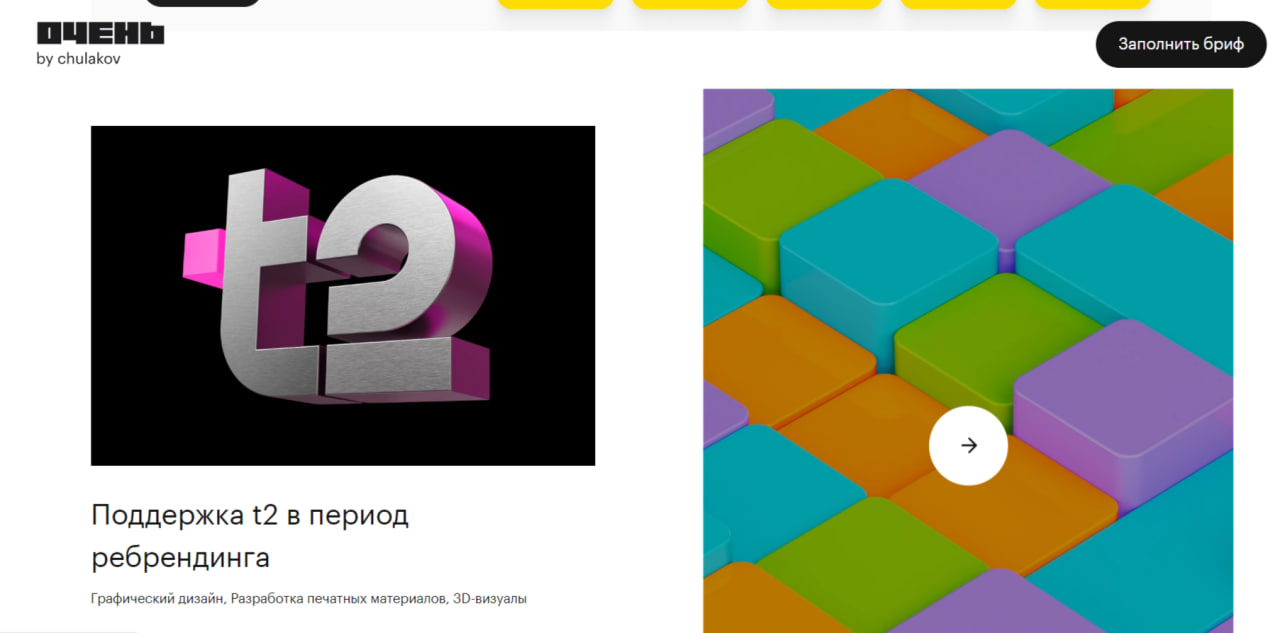 ОЧЕНЬ
by chulakov
Заполнить бриф
t2
Поддержка t2 в период
ребрендинга
Графический дизайн, Разработка печатных материалов, 3D-визуалы